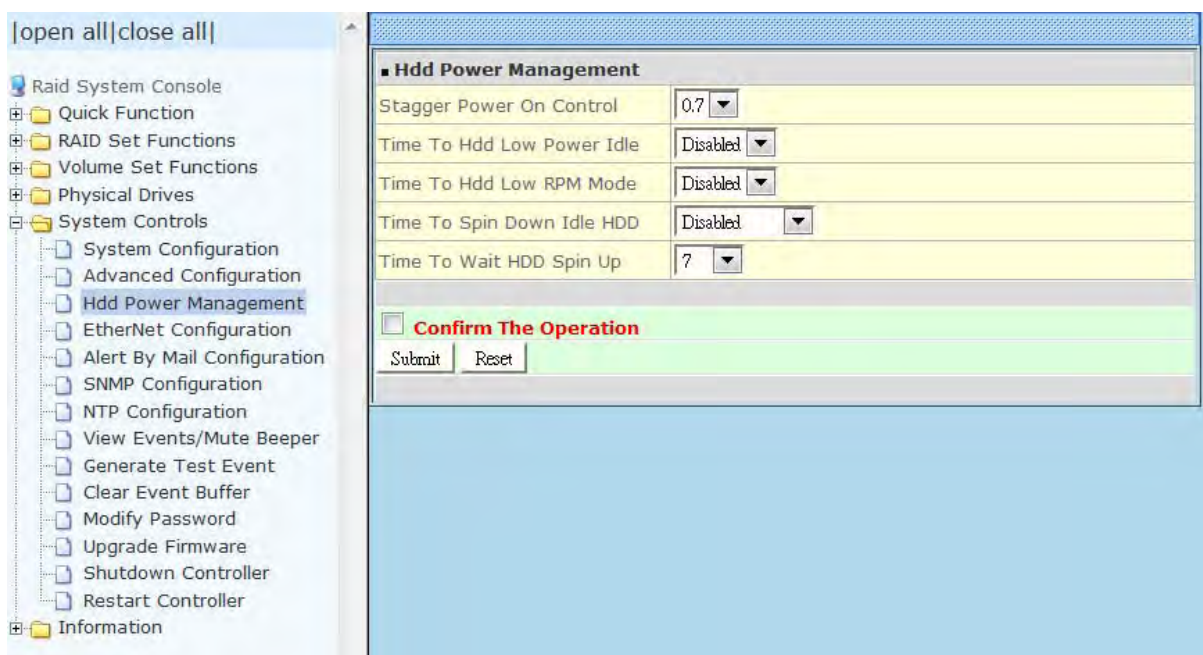 |open all|close all|
Raid System Console
Quick Function
RAID Set Functions
Volume Set Functions
Physical Drives
System Controls
System Configuration
Advanced Configuration
Hdd Power Management
EtherNet Configuration
Alert By Mail Configuration
SNMP Configuration
NTP Configuration
View Events/Mute Beeper
Generate Test Event
Clear Event Buffer
Modify Password
Upgrade Firmware
Shutdown Controller
Restart Controller
Information
Hdd Power Management
Stagger Power On Control 0.7
Time To Hdd Low Power Idle Disabled
Time To Hdd Low RPM Mode Disabled
Time To Spin Down Idle HDD Disabled
Time To Wait HDD Spin Up 7
Confirm The Operation
Submit Reset